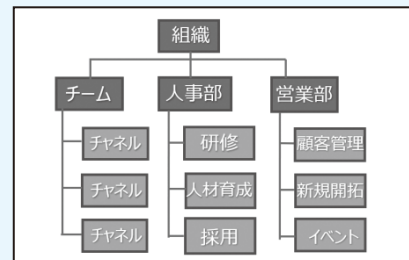 組織
チーム
人事部
営業部
チャネル
研修
顧客管理
チャネル
人材育成
新規開拓
チャネル
採用
イベント